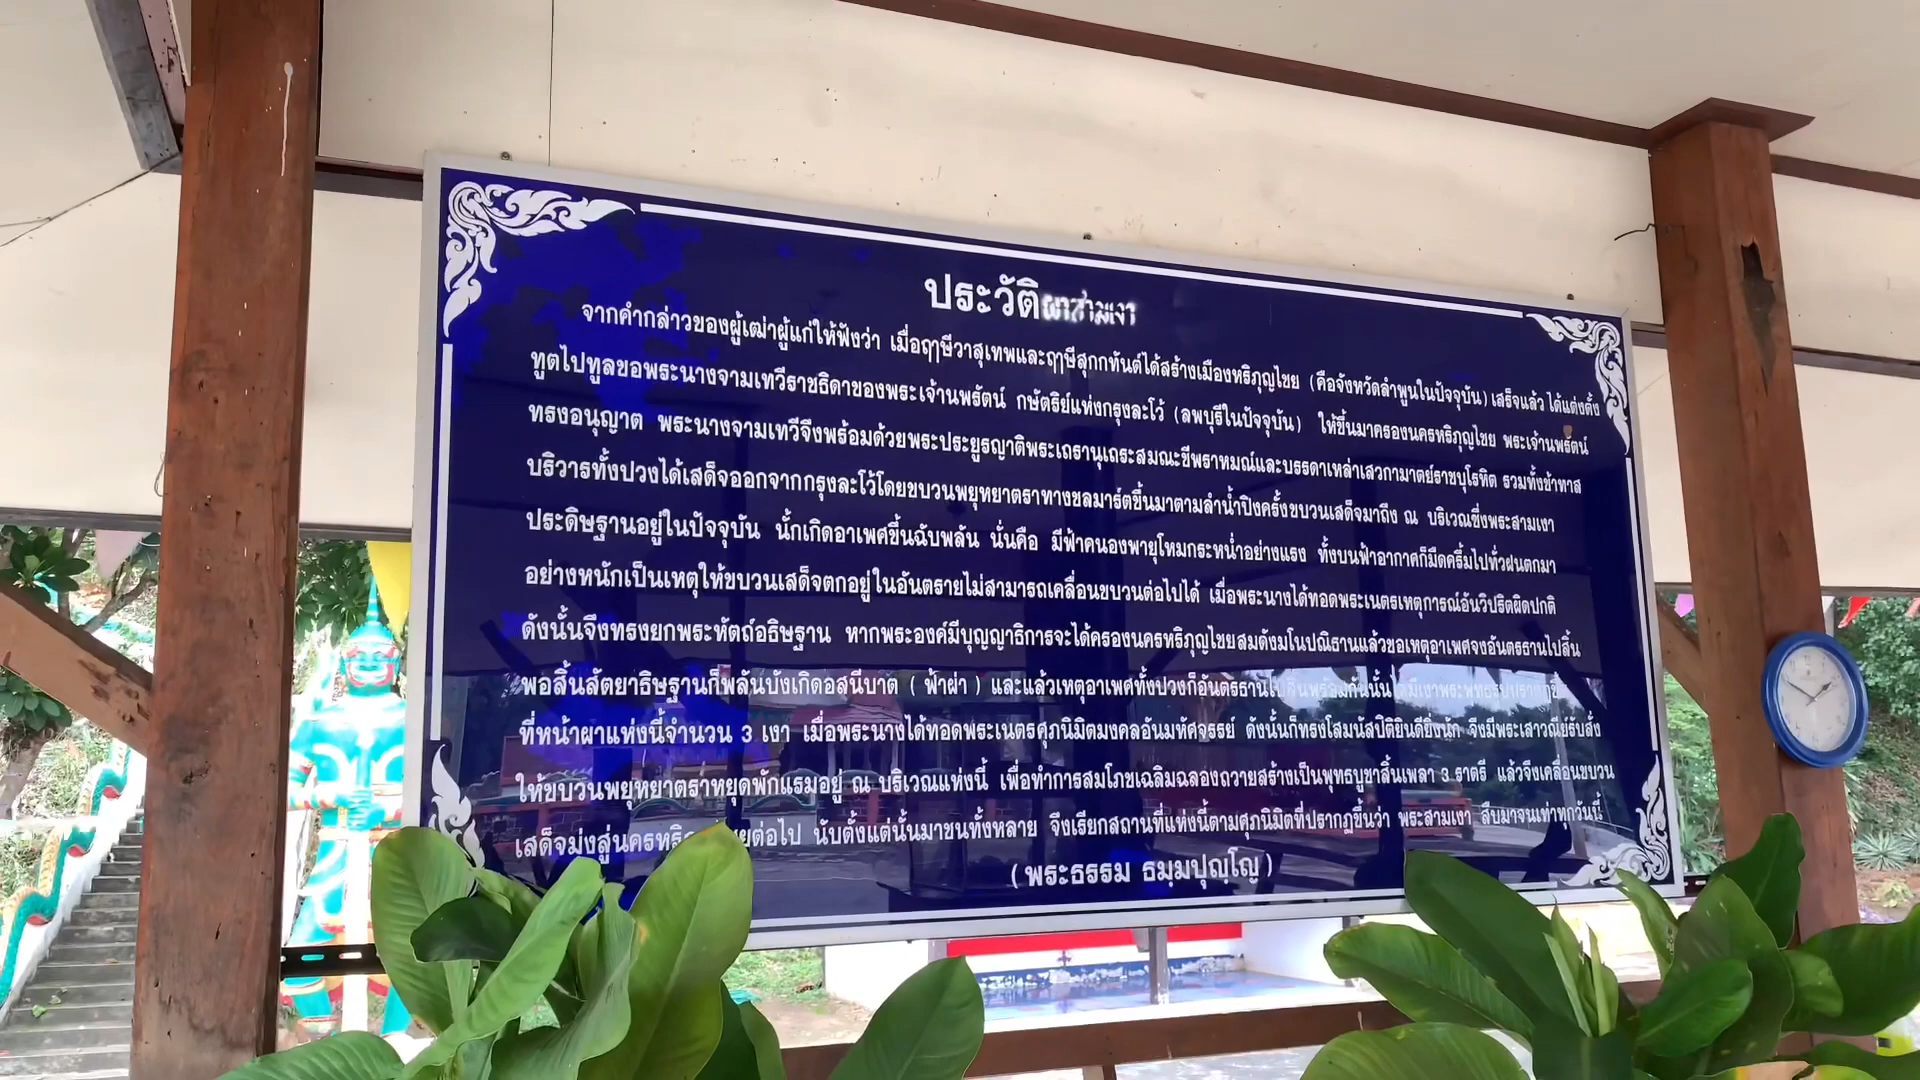 ประวัติผาสามเงา
จากคำกล่าวของผู้เฒ่าผู้แก่ให้ฟังว่า เมื่อฤๅษีวาสุเทพและฤๅษีสุกกทันต์ได้สร้างเมืองหริภุญไชย (คือจังหวัดลำพูนในปัจจุบัน) เสร็จแล้ว ได้แต่งตั้ง
ทูตไปทูลขอพระนางจามเทวีราชธิดาของพระเจ้านพรัตน์ กษัตริย์แห่งกรุงละโว้ (ลพบุรีในปัจจุบัน) ให้ขึ้นมาครองนครหริภุญไชย พระเจ้านพรัตน์
ทรงอนุญาต พระนางจามเทวีจึงพร้อมด้วยพระประยูรญาติพระเถรานุเถระสมณะชีพราหมณ์และบรรดาเหล่าเสวกามาตย์ราชบุโรหิต รวมทั้งข้าทาส
บริวารทั้งปวงได้เสด็จออกจากกรุงละโว้โดยขบวนพยุหยาตราทางชลมาร์คขึ้นมาตามลำน้ำปิงครั้งขบวนเสด็จมาถึง ณ บริเวณซึ่งพระสามเงา
ประดิษฐานอยู่ในปัจจุบัน นั้กเกิดอาเพศขึ้นฉับพลัน นั่นคือ มีฟ้าคนองพายุโหมกระหน่ำอย่างแรง ทั้งบนฟ้าอากาศก็มืดครึ้มไปทั่วฝนตกมา
อย่างหนักเป็นเหตุให้ขบวนเสด็จตกอยู่ในอันตรายไม่สามารถเคลื่อนขบวนต่อไปได้ เมื่อพระนางได้ทอดพระเนตรเหตุการณ์อันวิปริตผิดปกติ
ดังนั้นจึงทรงยกพระหัตถ์อธิษฐาน หากพระองค์มีบุญญาธิการจะได้ครองนครหริภุญไชยสมดังมโนปณิธานแล้วขอเหตุอาเพศจงอันตรธานไปสิ้น
พอสิ้นสัตยาธิษฐานก็พลันบังเกิดอสนีบาต ( ฟ้าผ่า ) และแล้วเหตุอาเพศทั้งปวงก็อันตรธานไปสิ้นพร้อมกันนั้น มีเงาพระพุทธรูปปรากฏขึ้
ที่หน้าผาแห่งนี้จำนวน 3 เงา เมื่อพระนางได้ทอดพระเนตรศุภนิมิตมงคลอันมหัศจรรย์ ดังนั้นก็ทรงโสมนัสปิติยินดียิ่งนัก จึงมีพระเสาวณีย์รับสั่ง
ให้ขบวนพยุหยาตราหยุดพักแรมอยู่ ณ บริเวณแห่งนี้ เพื่อทำการสมโภชเฉลิมฉลองถวายสร้างเป็นพุทธบูชาสิ้นเพลา 3 ราตรี แล้วจึงเคลื่อนขบวน
เสด็จมุ่งสู่นครหริ ยต่อไป นับตั้งแต่นั้นมาชนทั้งหลาย จึงเรียกสถานที่แห่งนี้ตามศุภนิมิตที่ปรากฏขึ้นว่า พระสามเงา สืบมาจนเท่าทุกวันนี้
(พระธรรม ธมฺมปุญฺโญ)